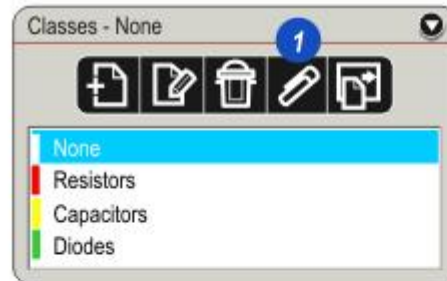 Classes - None
1
None
Resistors
Capacitors
Diodes